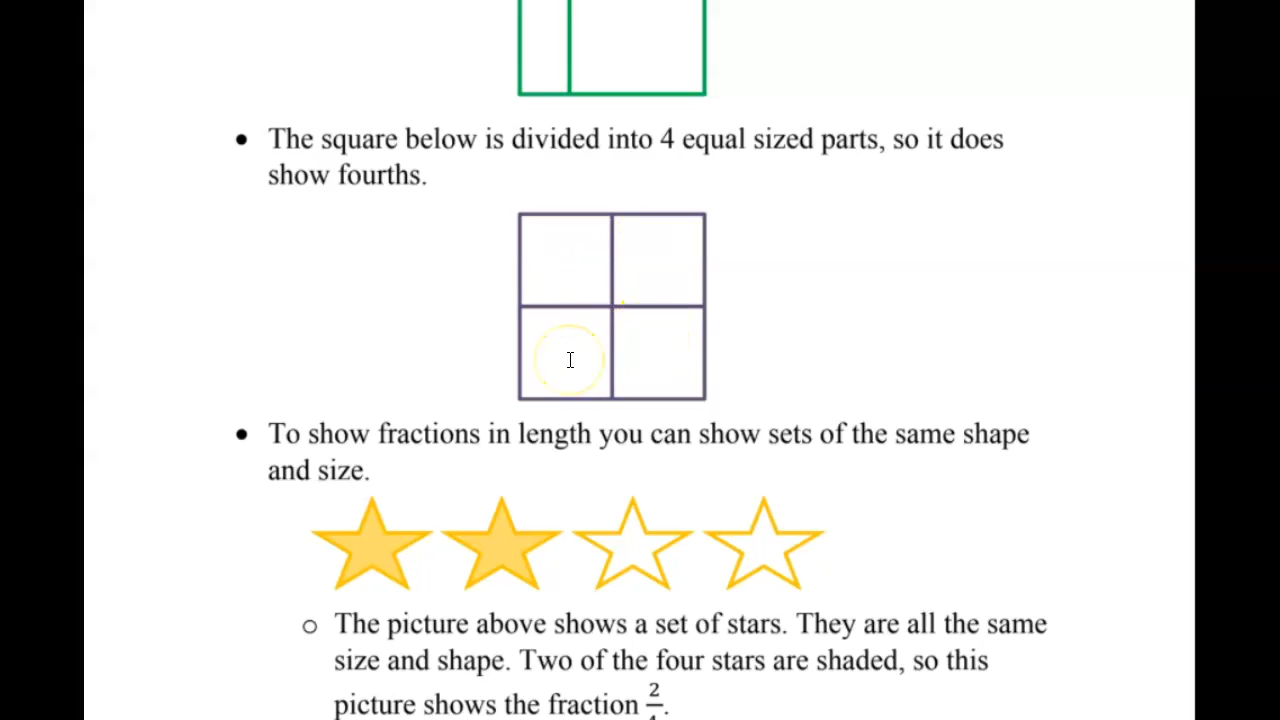 • The square below is divided into 4 equal sized parts, so it does
show fourths.
• To show fractions in length you can show sets of the same shape
and size.
o The picture above shows a set of stars. They are all the same
size and shape. Two of the four stars are shaded, so this
picture shows the fraction 2/4.